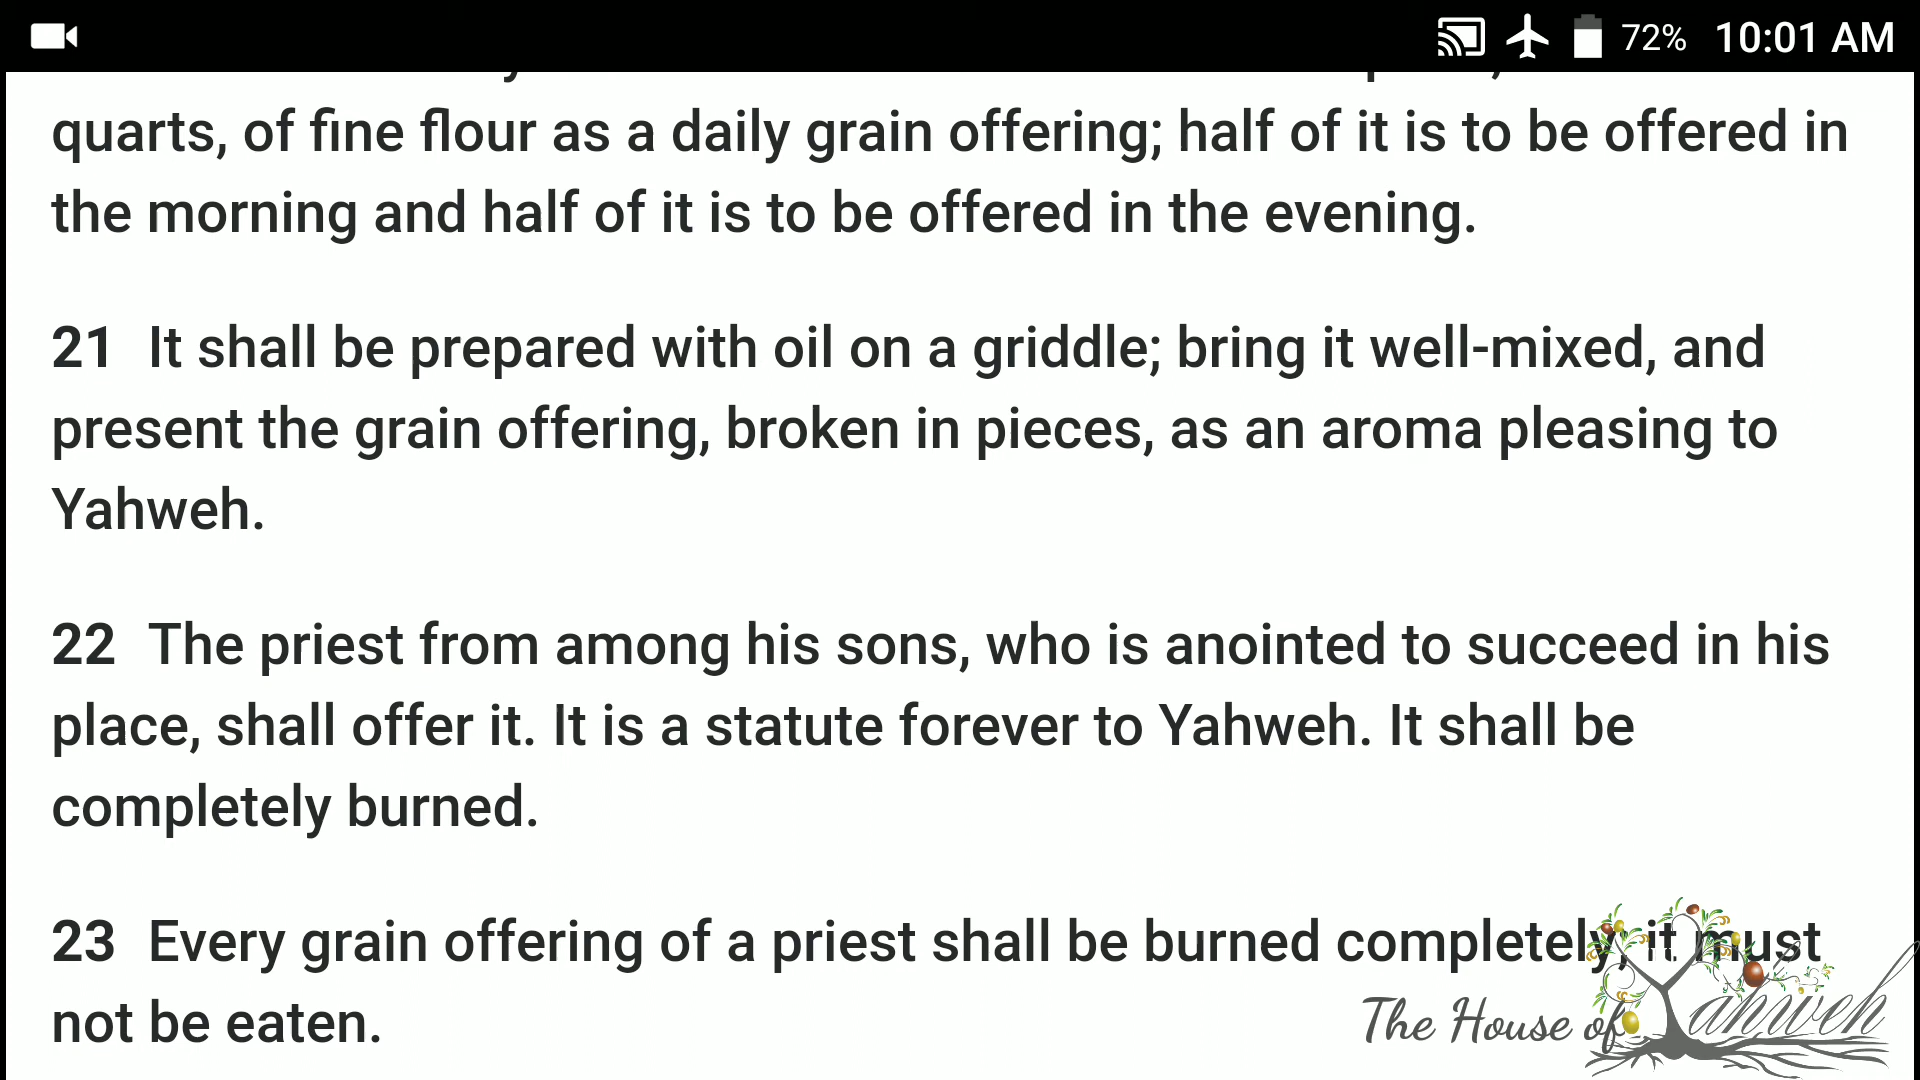 72% 10:01 AM
quarts, of fine flour as a daily grain offering; half of it is to be offered in
the morning and half of it is to be offered in the evening.
21 It shall be prepared with oil on a griddle; bring it well-mixed, and
present the grain offering, broken in pieces, as an aroma pleasing to
Yahweh.
22 The priest from among his sons, who is anointed to succeed in his
place, shall offer it. It is a statute forever to Yahweh. It shall be
completely burned.
23 Every grain offering of a priest shall be burned completely; it must
not be eaten.
The House of Yahweh